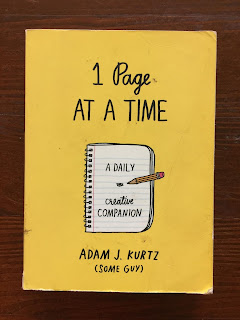 1 Page
AT A TIME
A DAILY
creative
COMPANION
ADAM J. KURTZ
(SOME GUY)